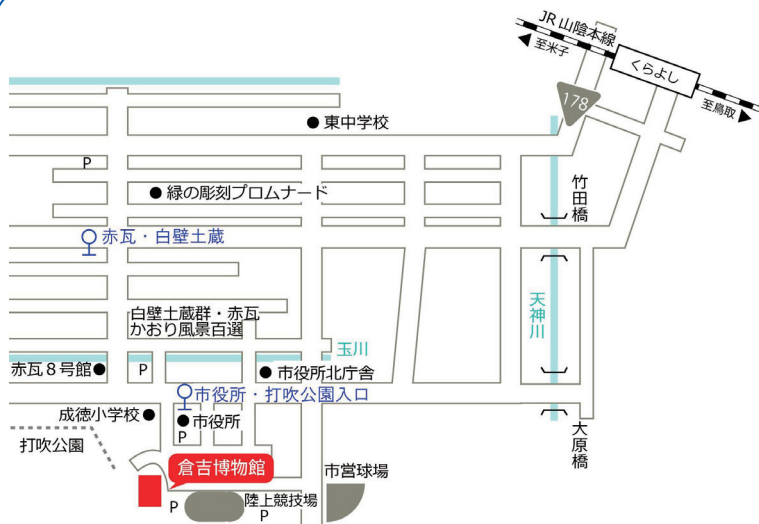 JR山陰本線
至米子
くらよし
至鳥取
178
東中学校
P
緑の彫刻プロムナード
竹田橋
赤瓦・白壁土蔵
天神川
白壁土蔵群・赤瓦
かおり風景百選
玉川
赤瓦8号館
P
市役所北庁舎
市役所・打吹公園入口
成徳小学校
市役所
P
大原橋
打吹公園
倉吉博物館
市営球場
P
陸上競技場
P